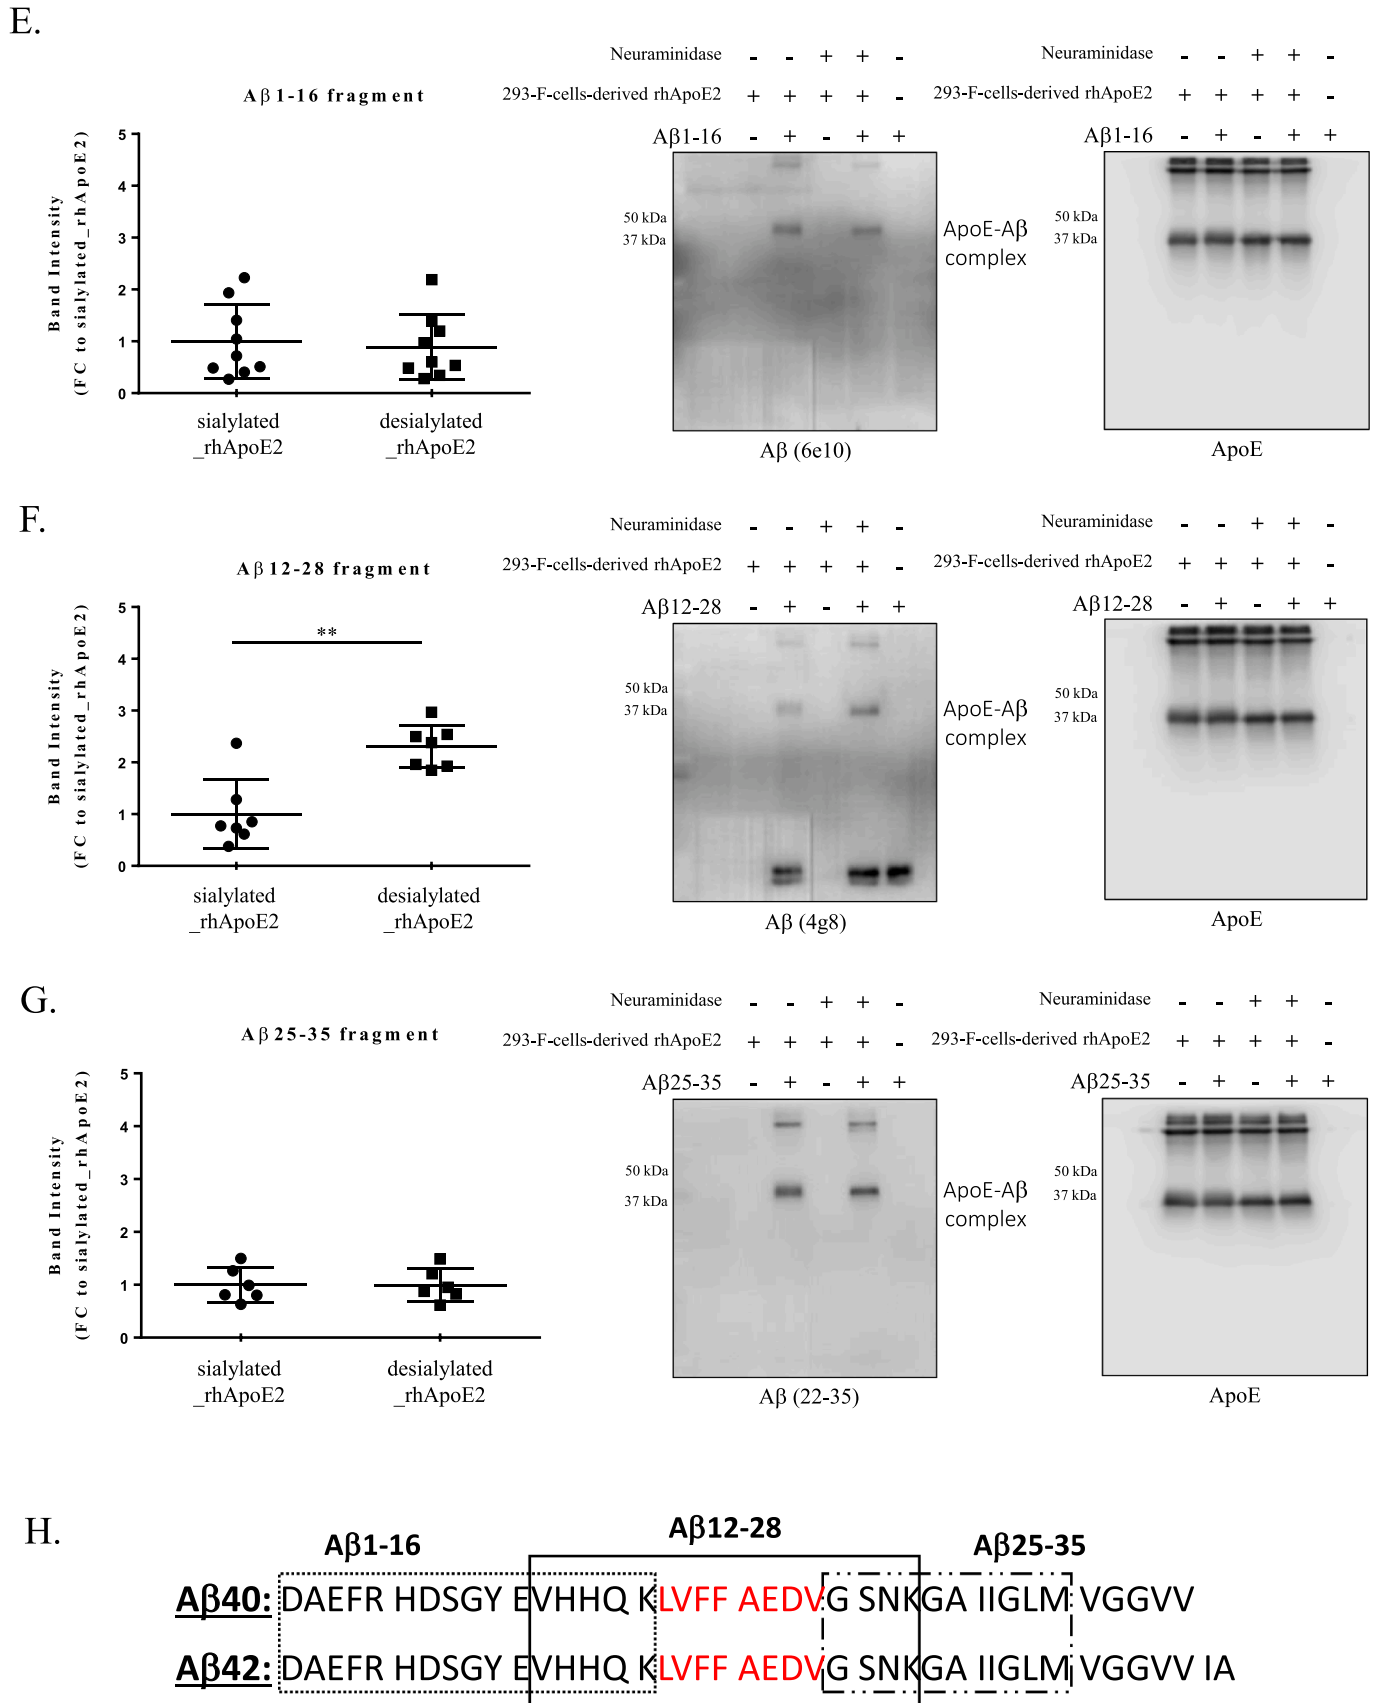 E.
Aβ1-16 fragment
Band Intensity
(FC to sialylated_rhApoE2)
5
4
3
2
1
0
sialylated
_rhApoE2
desialylated
_rhApoE2
Neuraminidase - - + + -
293-F-cells-derived rhApoE2 + + + + -
Aβ1-16 - + - + +
50 kDa
37 kDa
ApoE-Aβ
complex
Aβ (6e10)
Neuraminidase - - + + -
293-F-cells-derived rhApoE2 + + + + -
Aβ1-16 - + - + +
50 kDa
37 kDa
ApoE
F.
Aβ12-28 fragment
Band Intensity
(FC to sialylated_rhApoE2)
5
4
3
2
1
0
**
sialylated
_rhApoE2
desialylated
_rhApoE2
Neuraminidase - - + + -
293-F-cells-derived rhApoE2 + + + + -
Aβ12-28 - + - + +
50 kDa
37 kDa
ApoE-Aβ
complex
Aβ (4g8)
Neuraminidase - - + + -
293-F-cells-derived rhApoE2 + + + + -
Aβ12-28 - + - + +
50 kDa
37 kDa
ApoE
G.
Aβ25-35 fragment
Band Intensity
(FC to sialylated_rhApoE2)
5
4
3
2
1
0
sialylated
_rhApoE2
desialylated
_rhApoE2
Neuraminidase - - + + -
293-F-cells-derived rhApoE2 + + + + -
Aβ25-35 - + - + +
50 kDa
37 kDa
ApoE-Aβ
complex
Aβ (22-35)
Neuraminidase - - + + -
293-F-cells-derived rhApoE2 + + + + -
Aβ25-35 - + - + +
50 kDa
37 kDa
ApoE
H.
Aβ1-16 Aβ12-28 Aβ25-35
Aβ40: DAEFR HDSGY EVHHQ KLVFF AEDVG SNKGA IIGLM VGGVV
Aβ42: DAEFR HDSGY EVHHQ KLVFF AEDVG SNKGA IIGLM VGGVV IA